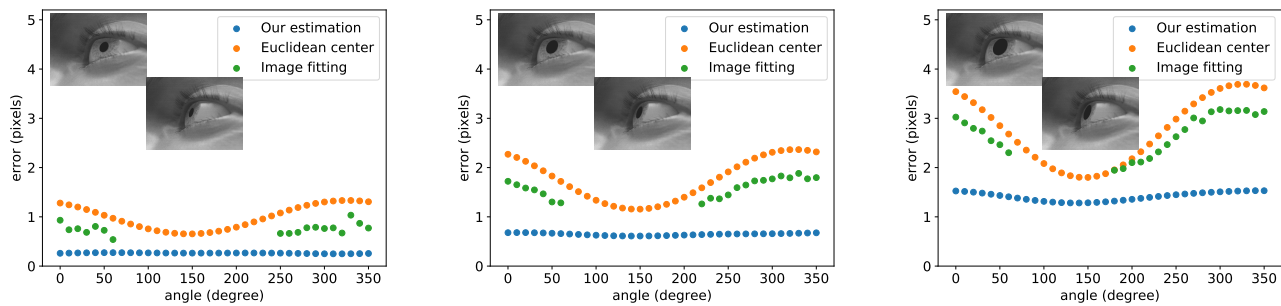 5
4
3
2
1
0
error (pixels)
Our estimation
Euclidean center
Image fitting
0 50 100 150 200 250 300 350
angle (degree)
5
4
3
2
1
0
error (pixels)
Our estimation
Euclidean center
Image fitting
0 50 100 150 200 250 300 350
angle (degree)
5
4
3
2
1
0
error (pixels)
Our estimation
Euclidean center
Image fitting
0 50 100 150 200 250 300 350
angle (degree)